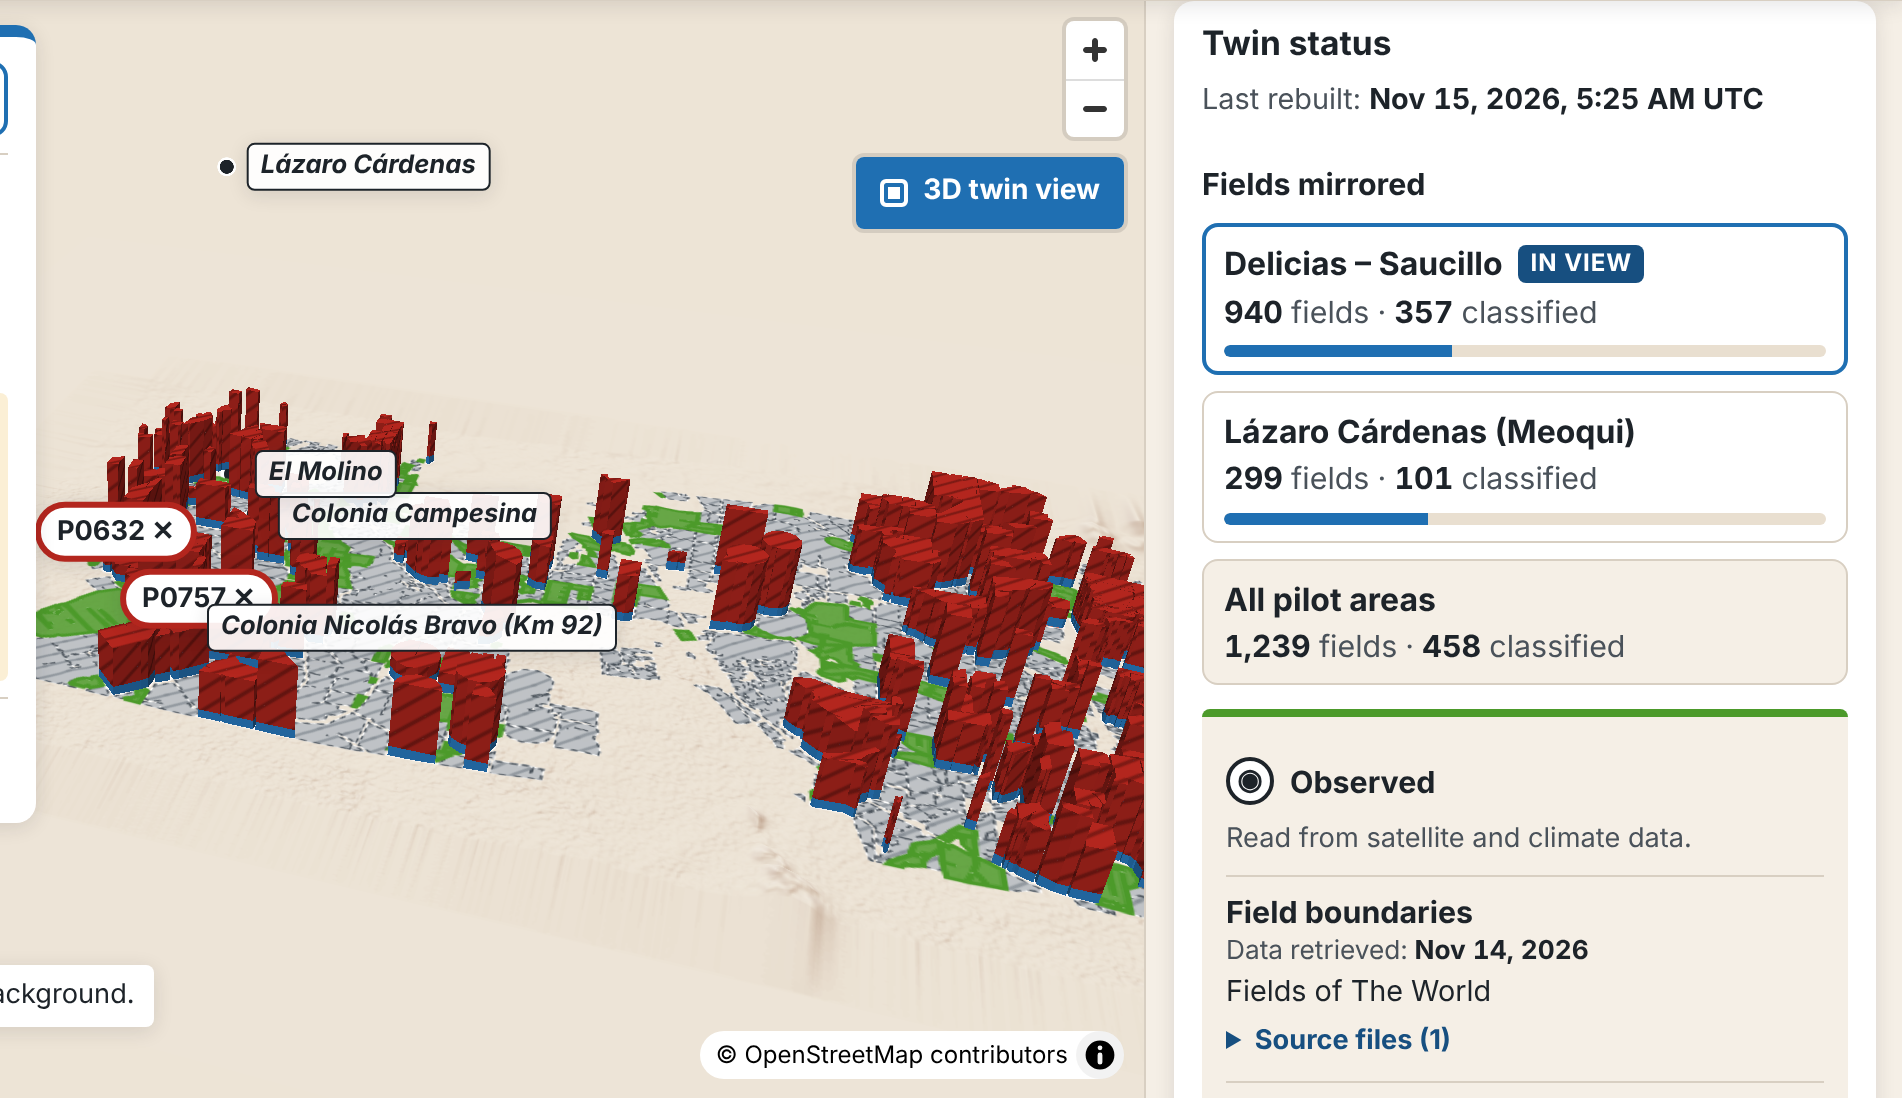 Lázaro Cárdenas
3D twin view
El Molino
Colonia Campesina
P0632 ×
P0757 ×
Colonia Nicolás Bravo (Km 92)
ackground.
© OpenStreetMap contributors
Twin status
Last rebuilt: Nov 15, 2026, 5:25 AM UTC
Fields mirrored
Delicias – Saucillo IN VIEW
940 fields · 357 classified
Lázaro Cárdenas (Meoqui)
299 fields · 101 classified
All pilot areas
1,239 fields · 458 classified
Observed
Read from satellite and climate data.
Field boundaries
Data retrieved: Nov 14, 2026
Fields of The World
Source files (1)